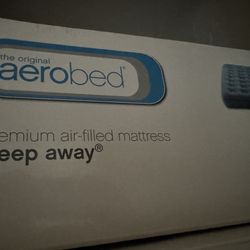 the original
aerobed®
emium air-filled mattress
eep away®